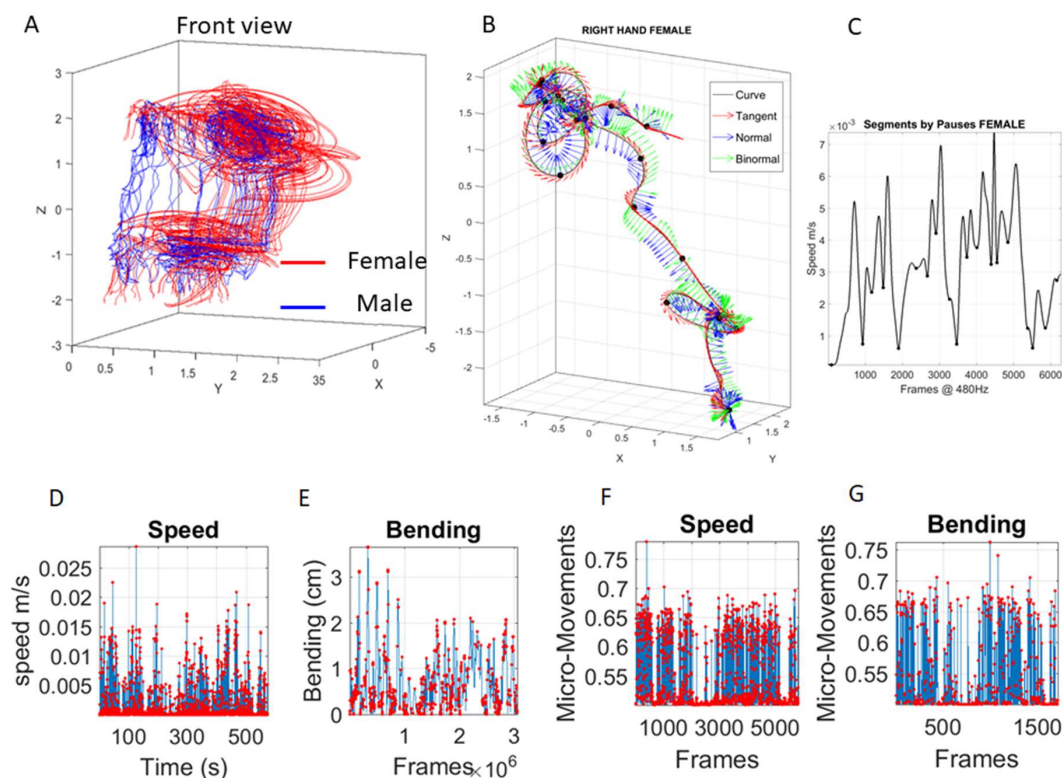 A
Front view
3
2
1
Z
0
-1
-2
-3
0
0.5
1
1.5
Y
2
2.5
35
X
0
-5
Female
Male
B
RIGHT HAND FEMALE
2
1.5
1
0.5
Z
0
-0.5
-1
-1.5
-2
Curve
Tangent
Normal
Binormal
-1.5
-1
-0.5
0
0.5
1
1.5
X
1
1.5
2
Y
C
Segments by Pauses FEMALE
×10⁻³
7
6
5
4
3
2
1
Speed m/s
1000 2000 3000 4000 5000 6000
Frames @ 480Hz
D
Speed
speed m/s
0.025
0.02
0.015
0.01
0.005
100 300 500
Time (s)
E
Bending
Bending (cm)
3
2
1
0
1 2 3
Frames ×10⁶
F
Speed
Micro-Movements
0.75
0.7
0.65
0.6
0.55
1000 3000 5000
Frames
G
Bending
Micro-Movements
0.75
0.7
0.65
0.6
0.55
500 1500
Frames